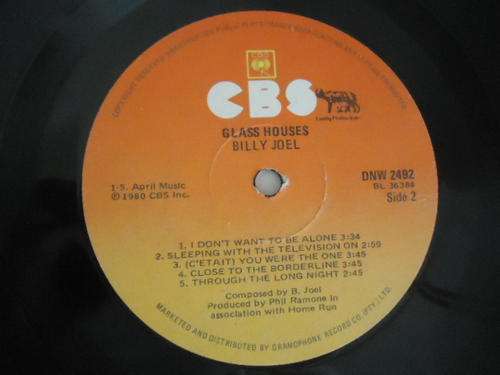 CBS
GLASS HOUSES
BILLY JOEL
DNW 2492
BL 36384
Side 2
1-5. April Music
℗ 1980 CBS Inc.
1. I DON'T WANT TO BE ALONE 3:34
2. SLEEPING WITH THE TELEVISION ON 2:59
3. (C'ETAIT) YOU WERE THE ONE 3:45
4. CLOSE TO THE BORDERLINE 3:45
5. THROUGH THE LONG NIGHT 2:45
Composed by B. Joel
Produced by Phil Ramone In
association with Home Run
MARKETED AND DISTRIBUTED BY GRAMOPHONE RECORD CO (PTY.) LTD.